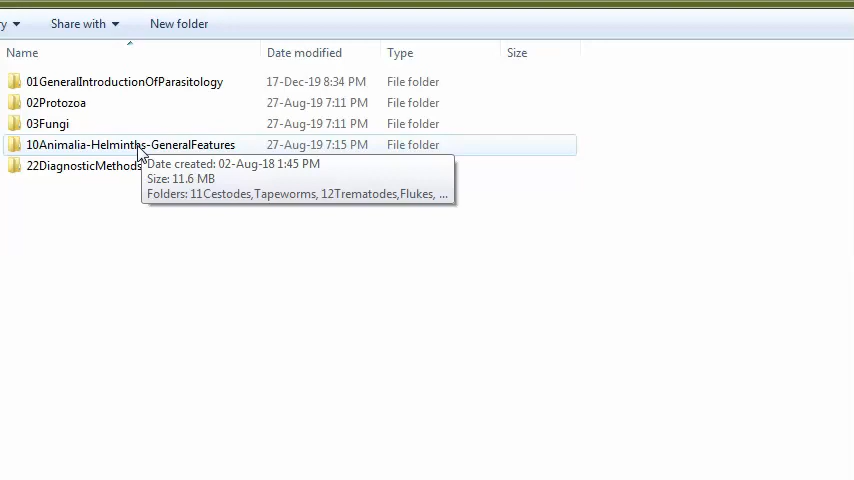 ry Share with New folder
Name Date modified Type Size
01GeneralIntroductionOfParasitology 17-Dec-19 8:34 PM File folder
02Protozoa 27-Aug-19 7:11 PM File folder
03Fungi 27-Aug-19 7:11 PM File folder
10Animalia-Helminths-GeneralFeatures 27-Aug-19 7:15 PM File folder
22DiagnosticMethods
Date created: 02-Aug-18 1:45 PM
Size: 11.6 MB
Folders: 11Cestodes,Tapeworms, 12Trematodes,Flukes, ...